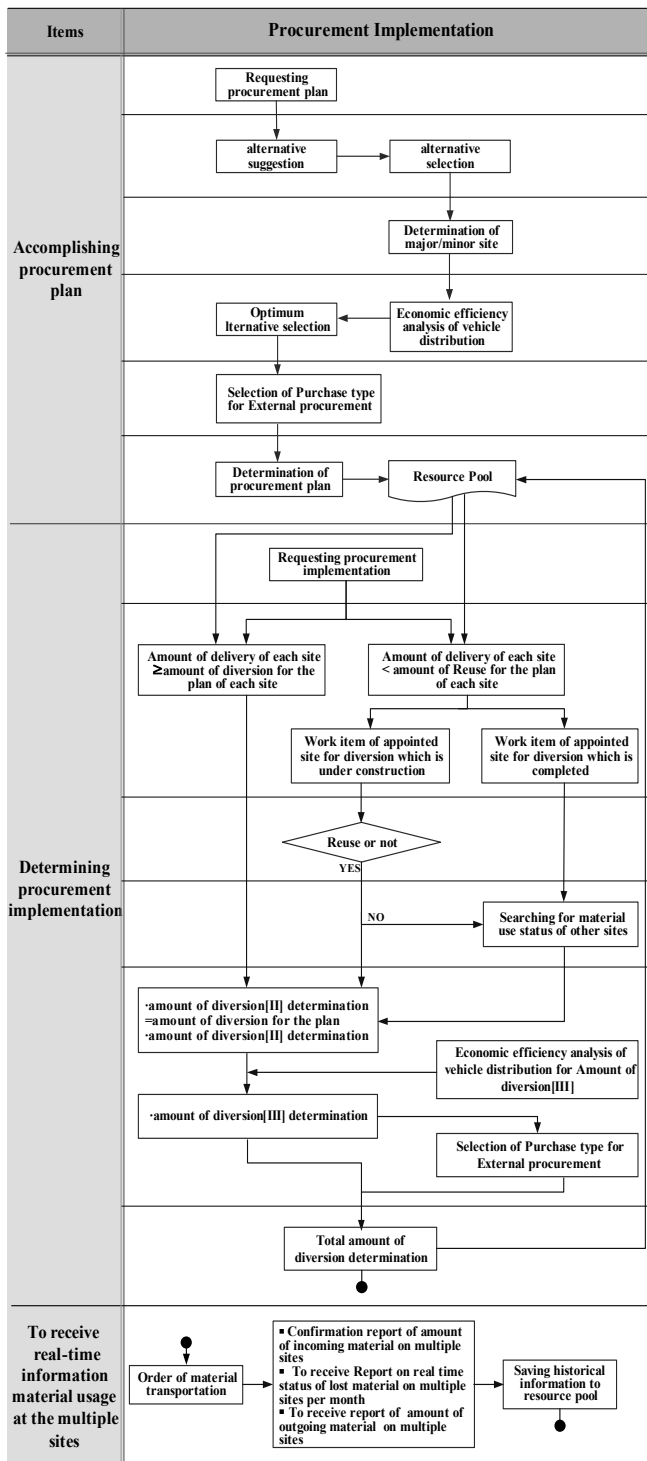 Items
Procurement Implementation
Accomplishing
procurement
plan
Requesting
procurement plan
alternative
suggestion
alternative
selection
Determination of
major/minor site
Optimum
lternative selection
Economic efficiency
analysis of vehicle
distribution
Selection of Purchase type
for External procurement
Determination of
procurement plan
Resource Pool
Determining
procurement
implementation
Requesting procurement
implementation
Amount of delivery of each site
≥amount of diversion for the
plan of each site
Amount of delivery of each site
< amount of Reuse for the plan
of each site
Work item of appointed
site for diversion which is
under construction
Work item of appointed
site for diversion which is
completed
Reuse or not
YES
NO
Searching for material
use status of other sites
·amount of diversion[II] determination
=amount of diversion for the plan
·amount of diversion[II] determination
Economic efficiency analysis of
vehicle distribution for Amount of
diversion[III]
·amount of diversion[III] determination
Selection of Purchase type for
External procurement
Total amount of
diversion determination
To receive
real-time
information
material usage
at the multiple
sites
Order of material
transportation
▪ Confirmation report of amount
of incoming material on multiple
sites
▪ To receive Report on real time
status of lost material on multiple
sites per month
▪ To receive report of amount of
outgoing material on multiple
sites
Saving historical
information to
resource pool